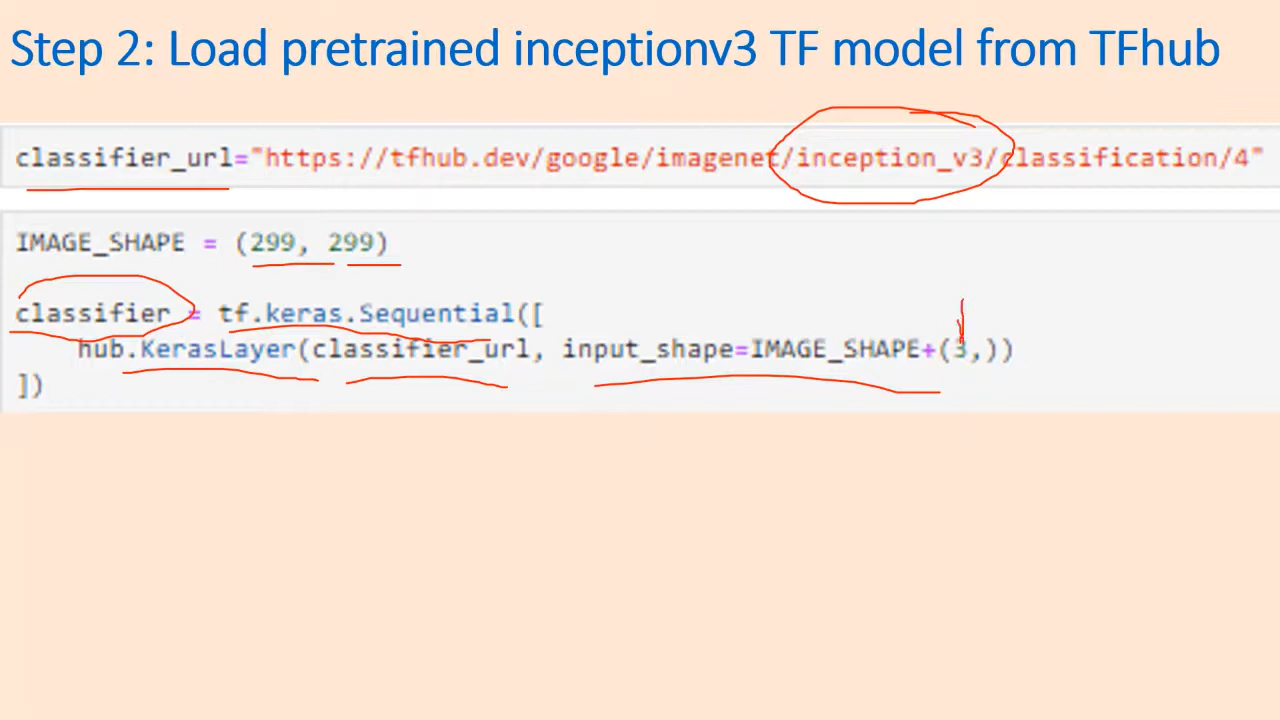 Step 2: Load pretrained inceptionv3 TF model from TFhub
classifier_url="https://tfhub.dev/google/imagenet/inception_v3/classification/4"
IMAGE_SHAPE = (299, 299)
classifier = tf.keras.Sequential([
    hub.KerasLayer(classifier_url, input_shape=IMAGE_SHAPE+(3,))
])